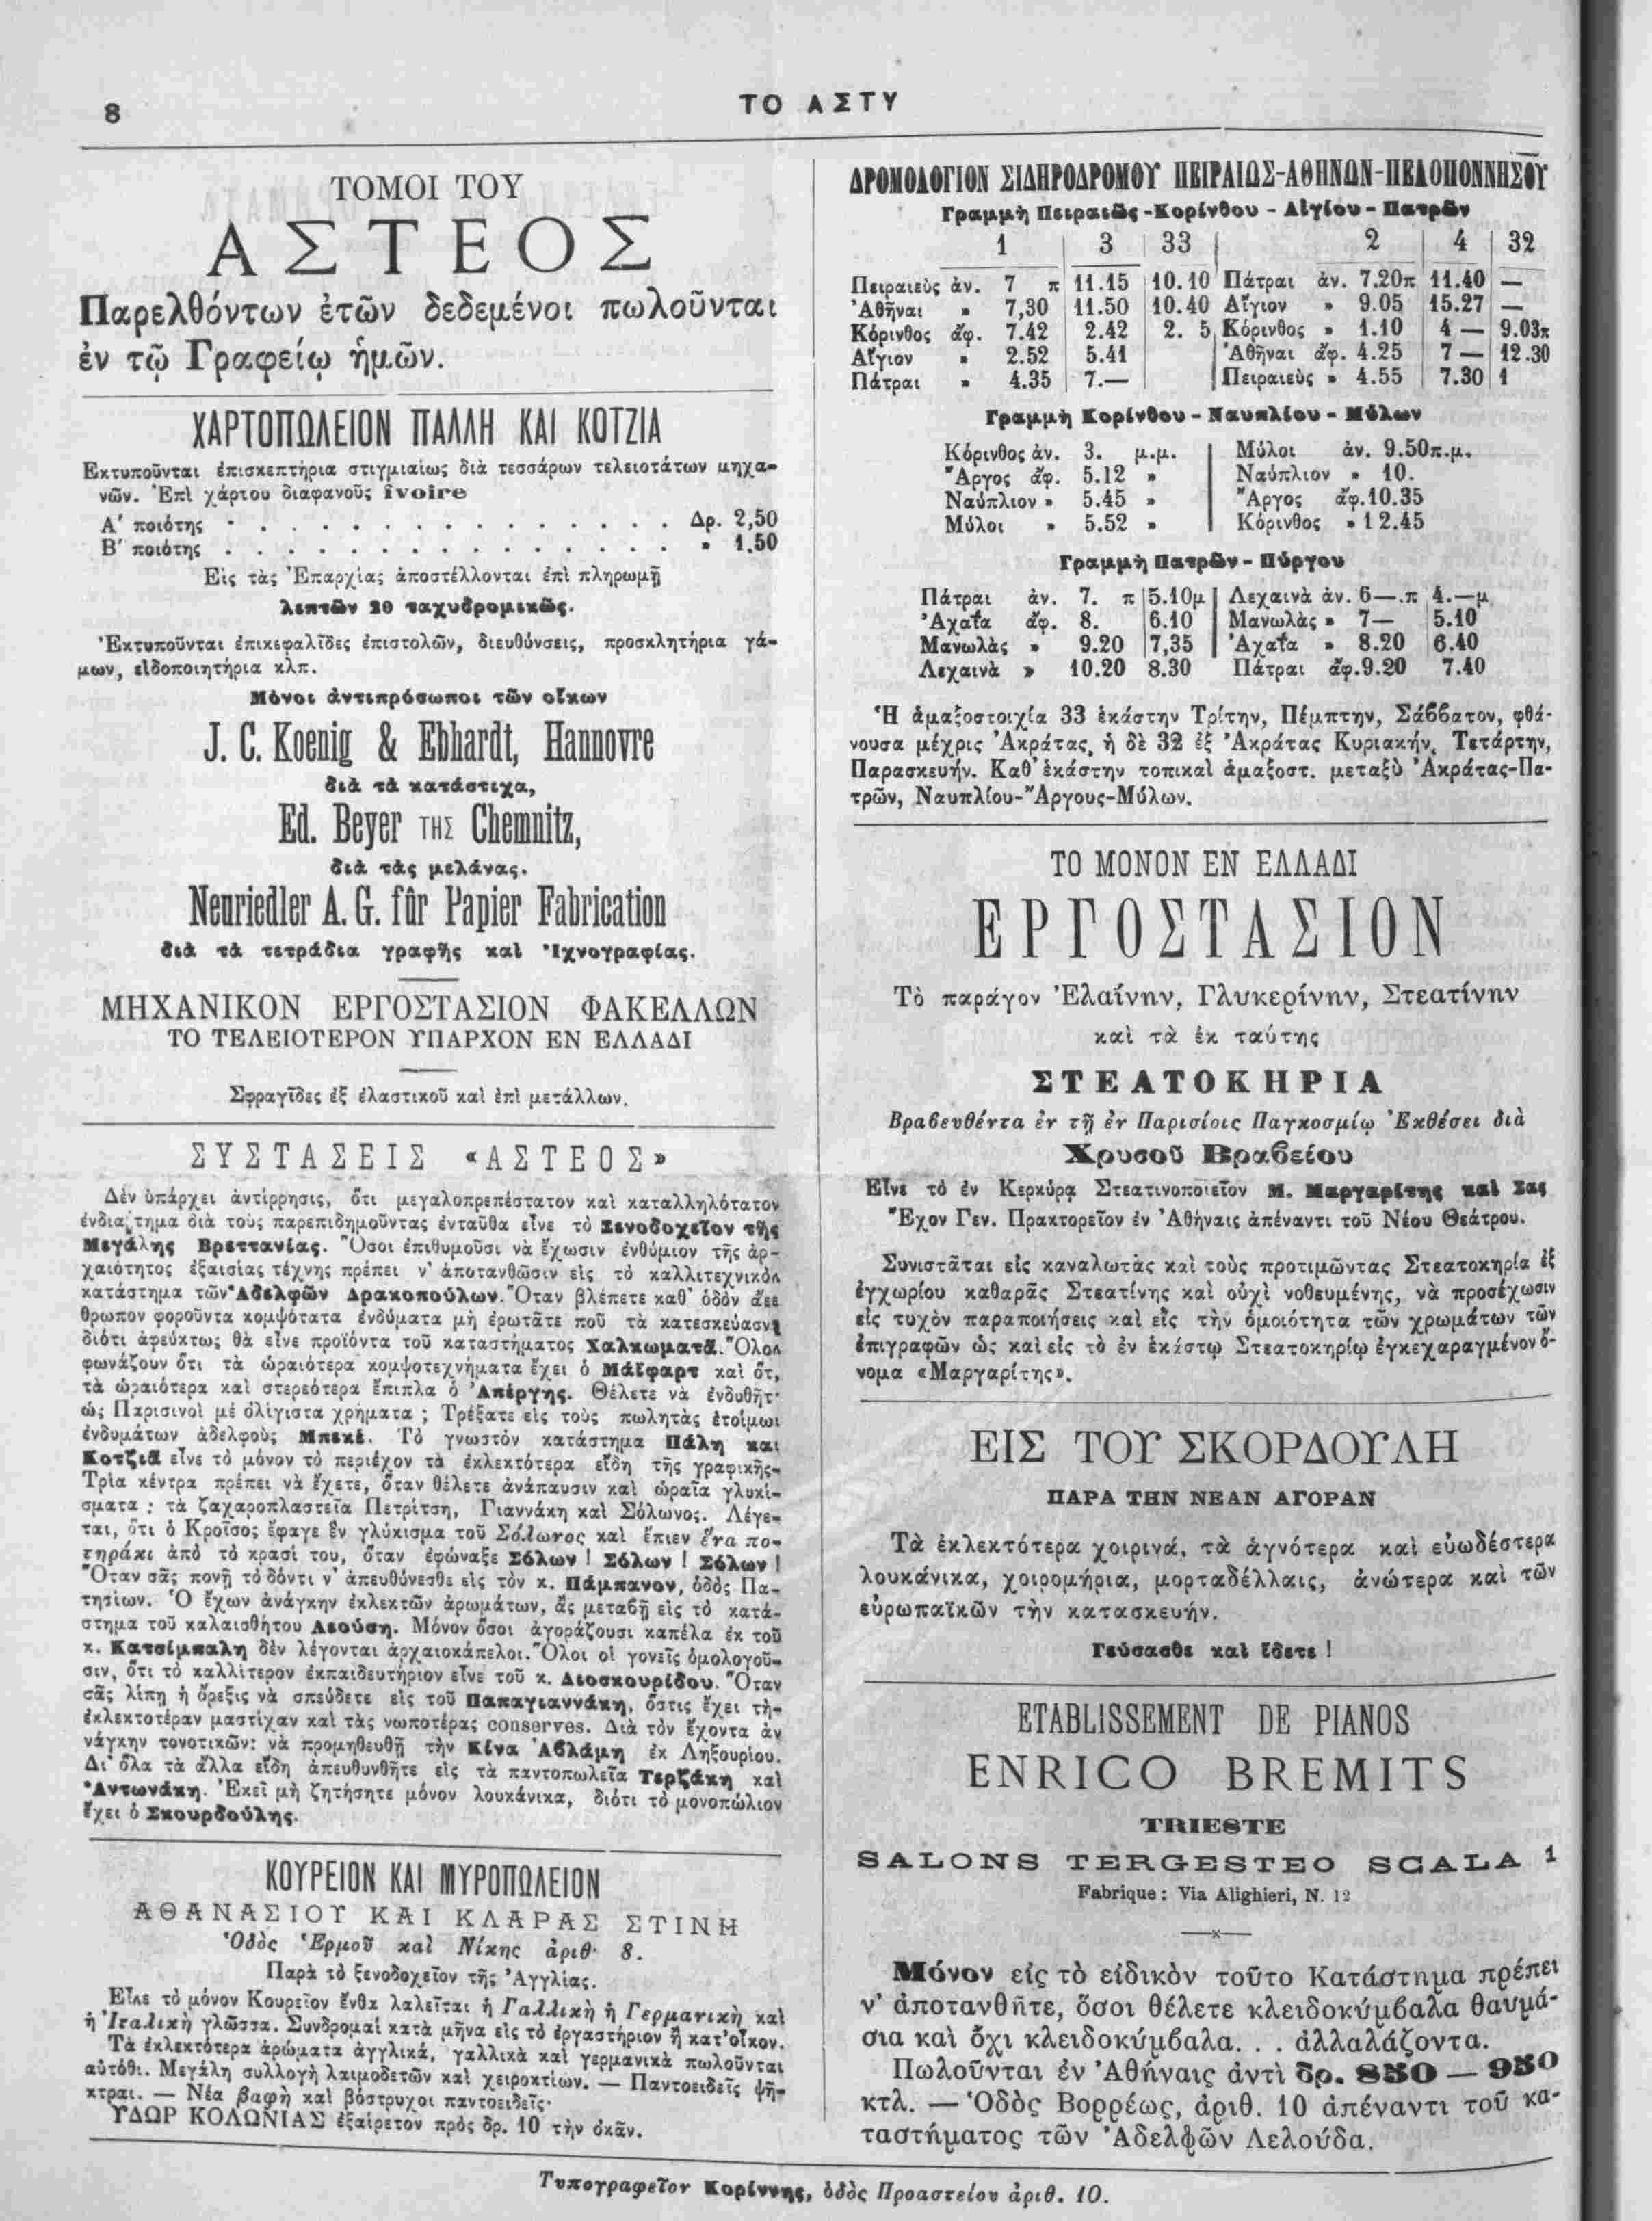 8
ΤΟ ΑΣΤΥ
ΤΟΜΟΙ ΤΟΥ
ΑΣΤΕΟΣ
Παρελθόντων ἐτῶν δεδεμένοι πωλοῦνται
ἐν τῷ Γραφείῳ ἡμῶν.
ΧΑΡΤΟΠΩΛΕΙΟΝ ΠΑΛΛΗ ΚΑΙ ΚΟΤΖΙΑ
Εκτυποῦνται ἐπισκεπτήρια στιγμιαίως διὰ τεσσάρων τελειοτάτων μηχα-
νῶν. Ἐπὶ χάρτου διαφανοῦς ivoire
Α' ποιότης . . . . . . . . . . . . . . . Δρ. 2,50
Β' ποιότης . . . . . . . . . . . . . . . » 1.50
Εἰς τὰς Ἐπαρχίας ἀποστέλλονται ἐπὶ πληρωμῇ
λεπτῶν 20 ταχυδρομικῶς.
Ἐκτυποῦνται ἐπικεφαλῖδες ἐπιστολῶν, διευθύνσεις, προσκλητήρια γά-
μων, εἰδοποιητήρια κλπ.
Μόνοι ἀντιπρόσωποι τῶν οἴκων
J. C. Koenig & Ebhardt, Hannovre
διὰ τὰ κατάστιχα,
Ed. Beyer ΤΗΣ Chemnitz,
διὰ τὰς μελάνας.
Neuriedler A. G. fûr Papier Fabrication
διὰ τὰ τετράδια γραφῆς καὶ Ἰχνογραφίας.
ΜΗΧΑΝΙΚΟΝ ΕΡΓΟΣΤΑΣΙΟΝ ΦΑΚΕΛΛΩΝ
ΤΟ ΤΕΛΕΙΟΤΕΡΟΝ ΥΠΑΡΧΟΝ ΕΝ ΕΛΛΑΔΙ
Σφραγῖδες ἐξ ἐλαστικοῦ καὶ ἐπὶ μετάλλων.
ΣΥΣΤΑΣΕΙΣ «ΑΣΤΕΟΣ»
Δὲν ὑπάρχει ἀντίρρησις, ὅτι μεγαλοπρεπέστατον καὶ καταλληλότατον
ἐνδιαίτημα διὰ τοὺς παρεπιδημοῦντας ἐνταῦθα εἶνε τὸ Ξενοδοχεῖον τῆς
Μεγάλης Βρεττανίας. Ὅσοι ἐπιθυμοῦσι νὰ ἔχωσιν ἐνθύμιον τῆς ἀρ-
χαιότητος ἐξαισίας τέχνης πρέπει ν' ἀποτανθῶσιν εἰς τὸ καλλιτεχνικὸν
κατάστημα τῶν Ἀδελφῶν Δρακοπούλων. Ὅταν βλέπετε καθ' ὁδὸν ἄεε
θρωπον φοροῦντα κομψότατα ἐνδύματα μὴ ἐρωτᾶτε ποῦ τὰ κατεσκεύασνι
διότι ἀφεύκτως θὰ εἶνε προϊόντα τοῦ καταστήματος Χαλκωματᾶ. Ὅλοι
φωνάζουν ὅτι τὰ ὡραιότερα κομψοτεχνήματα ἔχει ὁ Μάϊφαρτ καὶ ὅτ,
τὰ ὡραιότερα καὶ στερεότερα ἔπιπλα ὁ Ἀπέργης. Θέλετε νὰ ἐνδυθῆτ·
ὡς Παρισινοὶ μὲ ὀλίγιστα χρήματα ; Τρέξατε εἰς τοὺς πωλητὰς ἑτοίμωι
ἐνδυμάτων ἀδελφοὺς Μπεκέ. Τὸ γνωστὸν κατάστημα Πάλη και
Κοτζιᾶ εἶνε τὸ μόνον τὸ περιέχον τὰ ἐκλεκτότερα εἴδη τῆς γραφικῆς-
Τρία κέντρα πρέπει νὰ ἔχετε, ὅταν θέλετε ἀνάπαυσιν καὶ ὡραῖα γλυκί-
σματα : τὰ ζαχαροπλαστεῖα Πετρίτση, Γιαννάκη καὶ Σόλωνος. Λέγε-
ται, ὅτι ὁ Κροῖσος ἔφαγε ἓν γλύκισμα τοῦ Σόλωνος καὶ ἔπιεν ἕνα πο-
τηράκι ἀπὸ τὸ κρασί του, ὅταν ἐφώναξε Σόλων ! Σόλων ! Σόλων !
Ὅταν σᾶς πονῇ τὸ δόντι ν' ἀπευθύνεσθε εἰς τὸν κ. Πάμπανον, ὁδὸς Πα-
τησίων. Ὁ ἔχων ἀνάγκην ἐκλεκτῶν ἀρωμάτων, ἂς μεταβῇ εἰς τὸ κατά-
στημα τοῦ καλαισθήτου Λεούση. Μόνον ὅσοι ἀγοράζουσι καπέλα ἐκ τοῦ
κ. Κατσίμπαλη δὲν λέγονται ἀρχαιοκάπελοι. Ὅλοι οἱ γονεῖς ὁμολογοῦ-
σιν, ὅτι τὸ καλλίτερον ἐκπαιδευτήριον εἶνε τοῦ κ. Διοσκουρίδου. Ὅταν
σᾶς λίπῃ ἡ ὄρεξις νὰ σπεύδετε εἰς τοῦ Παπαγιαννάκη, ὅστις ἔχει τὴ-
ἐκλεκτοτέραν μαστίχαν καὶ τὰς νωποτέρας conserves. Διὰ τὸν ἔχοντα ἀν
νάγκην τονοτικῶν: νὰ προμηθευθῇ τὴν Κίνα Ἀβλάμη ἐκ Ληξουρίου.
Δι' ὅλα τὰ ἄλλα εἴδη ἀπευθυνθῆτε εἰς τὰ παντοπωλεῖα Τερζάκη καὶ
Ἀντωνάκη. Ἐκεῖ μὴ ζητήσητε μόνον λουκάνικα, διότι τὸ μονοπώλιον
ἔχει ὁ Σκουρδούλης.
ΚΟΥΡΕΙΟΝ ΚΑΙ ΜΥΡΟΠΩΛΕΙΟΝ
ΑΘΑΝΑΣΙΟΥ ΚΑΙ ΚΛΑΡΑΣ ΣΤΙΝΗ
Ὁδὸς Ἑρμοῦ καὶ Νίκης ἀριθ· 8.
Παρὰ τὸ ξενοδοχεῖον τῆς Ἀγγλίας.
Εἶνε τὸ μόνον Κουρεῖον ἔνθα λαλεῖται ἡ Γαλλικὴ ἡ Γερμανικὴ καὶ
ἡ Ἰταλικὴ γλῶσσα. Συνδρομαὶ κατὰ μῆνα εἰς τὸ ἐργαστήριον ἢ κατ' οἶκον.
Τὰ ἐκλεκτότερα ἀρώματα ἀγγλικά, γαλλικὰ καὶ γερμανικὰ πωλοῦνται
αὐτόθι. Μεγάλη συλλογὴ λαιμοδετῶν καὶ χειροκτίων. — Παντοειδεῖς ψῆ-
κτραι. — Νέα βαφὴ καὶ βόστρυχοι παντοειδεῖς·
ΥΔΩΡ ΚΟΛΩΝΙΑΣ ἐξαίρετον πρὸς δρ. 10 τὴν ὀκᾶν.
ΔΡΟΜΟΛΟΓΙΟΝ ΣΙΔΗΡΟΔΡΟΜΟΥ ΠΕΙΡΑΙΩΣ-ΑΘΗΝΩΝ-ΠΕΛΟΠΟΝΝΗΣΟΥ
Γραμμὴ Πειραιῶς - Κορίνθου - Αἰγίου - Πατρῶν
1 3 33 2 4 32
Πειραιεὺς ἀν. 7 π 11.15 10.10 Πάτραι ἀν. 7.20π 11.40 —
Ἀθῆναι » 7,30 11.50 10.40 Αἴγιον » 9.05 15.27 —
Κόρινθος ἀφ. 7.42 2.42 2. 5 Κόρινθος » 1.10 4 — 9.03π
Αἴγιον » 2.52 5.41 Ἀθῆναι ἀφ. 4.25 7 — 12.30
Πάτραι » 4.35 7.— Πειραιεὺς » 4.55 7.30 1
Γραμμὴ Κορίνθου - Ναυπλίου - Μύλων
Κόρινθος ἀν. 3. μ.μ. Μύλοι ἀν. 9.50π.μ.
Ἄργος ἀφ. 5.12 » Ναύπλιον » 10.
Ναύπλιον » 5.45 » Ἄργος ἀφ. 10.35
Μύλοι » 5.52 » Κόρινθος » 12.45
Γραμμὴ Πατρῶν - Πύργου
Πάτραι ἀν. 7. π 5.10μ Λεχαινὰ ἀν. 6—.π 4.—μ
Ἀχαΐα ἀφ. 8. 6.10 Μανωλὰς » 7— 5.10
Μανωλὰς » 9.20 7,35 Ἀχαΐα » 8.20 6.40
Λεχαινὰ » 10.20 8.30 Πάτραι ἀφ. 9.20 7.40
Ἡ ἁμαξοστοιχία 33 ἑκάστην Τρίτην, Πέμπτην, Σάββατον, φθά-
νουσα μέχρις Ἀκράτας, ἡ δὲ 32 ἐξ Ἀκράτας Κυριακήν, Τετάρτην,
Παρασκευήν. Καθ' ἑκάστην τοπικαὶ ἁμαξοστ. μεταξὺ Ἀκράτας-Πα-
τρῶν, Ναυπλίου-Ἄργους-Μύλων.
ΤΟ ΜΟΝΟΝ ΕΝ ΕΛΛΑΔΙ
ΕΡΓΟΣΤΑΣΙΟΝ
Τὸ παράγον Ἐλαΐνην, Γλυκερίνην, Στεατίνην
καὶ τὰ ἐκ ταύτης
ΣΤΕΑΤΟΚΗΡΙΑ
Βραβευθέντα ἐν τῇ ἐν Παρισίοις Παγκοσμίῳ Ἐκθέσει διὰ
Χρυσοῦ Βραβείου
Εἶνε τὸ ἐν Κερκύρᾳ Στεατινοποιεῖον Μ. Μαργαρίτης καὶ Σας
Ἔχον Γεν. Πρακτορεῖον ἐν Ἀθήναις ἀπέναντι τοῦ Νέου Θεάτρου.
Συνιστᾶται εἰς καναλωτὰς καὶ τοὺς προτιμῶντας Στεατοκηρία ἐξ
ἐγχωρίου καθαρᾶς Στεατίνης καὶ οὐχὶ νοθευμένης, νὰ προσέχωσιν
εἰς τυχὸν παραποιήσεις καὶ εἰς τὴν ὁμοιότητα τῶν χρωμάτων τῶν
ἐπιγραφῶν ὡς καὶ εἰς τὸ ἐν ἑκάστῳ Στεατοκηρίῳ ἐγκεχαραγμένον ὄ-
νομα «Μαργαρίτης».
ΕΙΣ ΤΟΥ ΣΚΟΡΔΟΥΛΗ
ΠΑΡΑ ΤΗΝ ΝΕΑΝ ΑΓΟΡΑΝ
Τὰ ἐκλεκτότερα χοιρινά, τὰ ἁγνότερα καὶ εὐωδέστερα
λουκάνικα, χοιρομήρια, μορταδέλλαις, ἀνώτερα καὶ τῶν
εὐρωπαϊκῶν τὴν κατασκευήν.
Γεύσασθε καὶ ἴδετε !
ETABLISSEMENT DE PIANOS
ENRICO BREMITS
TRIESTE
SALONS TERGESTEO SCALA 1
Fabrique : Via Alighieri, N. 12
Μόνον εἰς τὸ εἰδικὸν τοῦτο Κατάστημα πρέπει
ν' ἀποτανθῆτε, ὅσοι θέλετε κλειδοκύμβαλα θαυμά-
σια καὶ ὄχι κλειδοκύμβαλα. . . ἀλλαλάζοντα.
Πωλοῦνται ἐν Ἀθήναις ἀντὶ δρ. 850 — 950
κτλ. — Ὁδὸς Βορρέως, ἀριθ. 10 ἀπέναντι τοῦ κα-
ταστήματος τῶν Ἀδελφῶν Λελούδα.
Τυπογραφεῖον Κορίννης, ὁδὸς Προαστείου ἀριθ. 10.